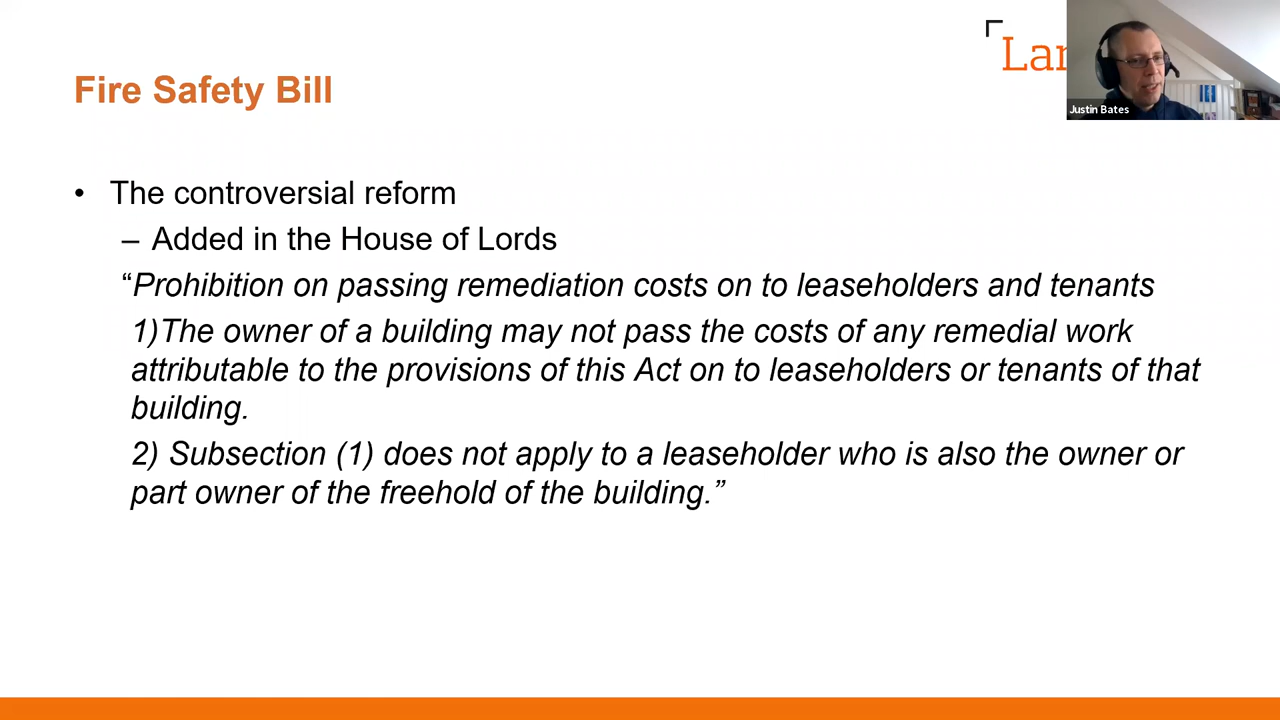 Fire Safety Bill
Justin Bates
• The controversial reform
– Added in the House of Lords
“Prohibition on passing remediation costs on to leaseholders and tenants
1)The owner of a building may not pass the costs of any remedial work
attributable to the provisions of this Act on to leaseholders or tenants of that
building.
2) Subsection (1) does not apply to a leaseholder who is also the owner or
part owner of the freehold of the building.”